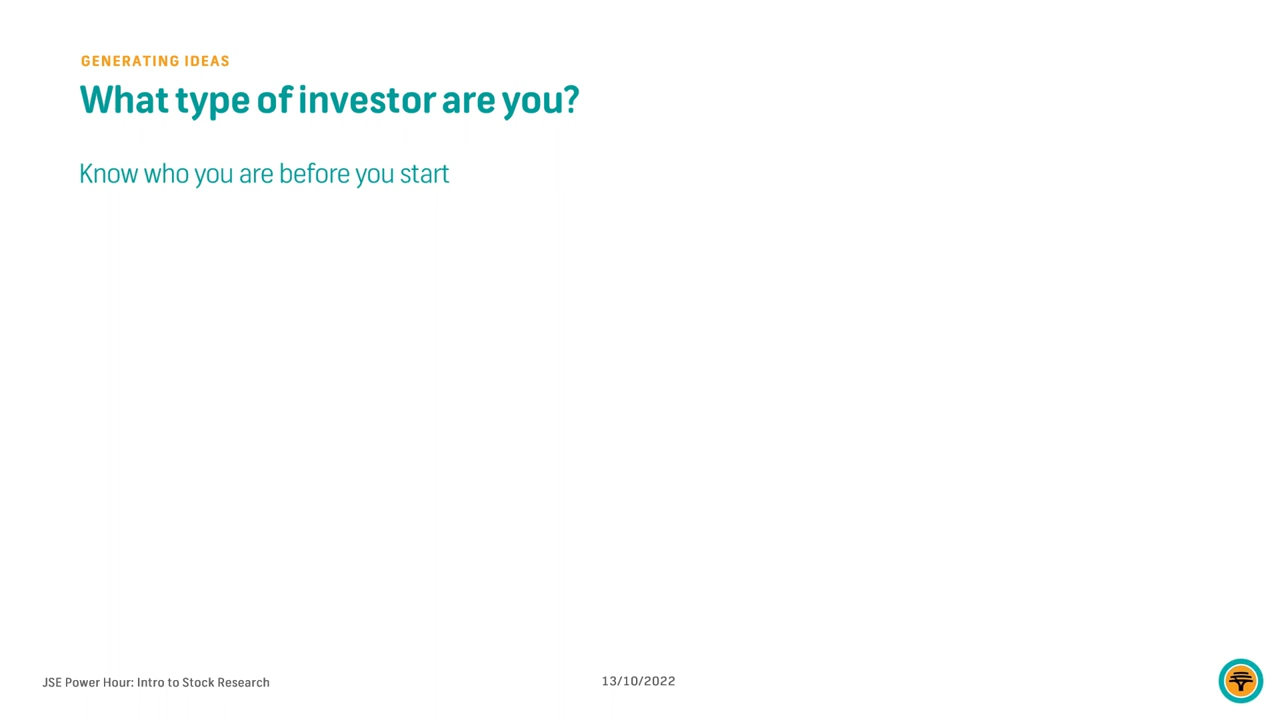 GENERATING IDEAS
What type of investor are you?
Know who you are before you start
JSE Power Hour: Intro to Stock Research
13/10/2022